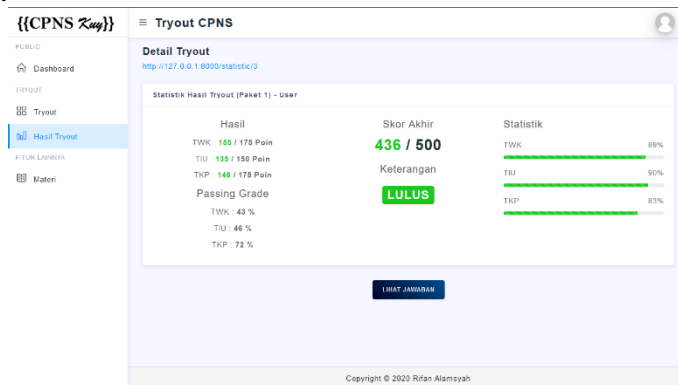 {{CPNS Kuy}}
≡ Tryout CPNS
PUBLIC
Dashboard
TRYOUT
Tryout
Hasil Tryout
FITUR LAINNYA
Materi
Detail Tryout
http://127.0.0.1:8000/statistic/3
Statistik Hasil Tryout (Paket 1) - User
Hasil
TWK : 155 / 175 Poin
TIU : 135 / 150 Poin
TKP : 146 / 175 Poin
Passing Grade
TWK : 43 %
TIU : 46 %
TKP : 72 %
Skor Akhir
436 / 500
Keterangan
LULUS
Statistik
TWK 89%
TIU 90%
TKP 83%
LIHAT JAWABAN
Copyright © 2020 Rifan Alamsyah